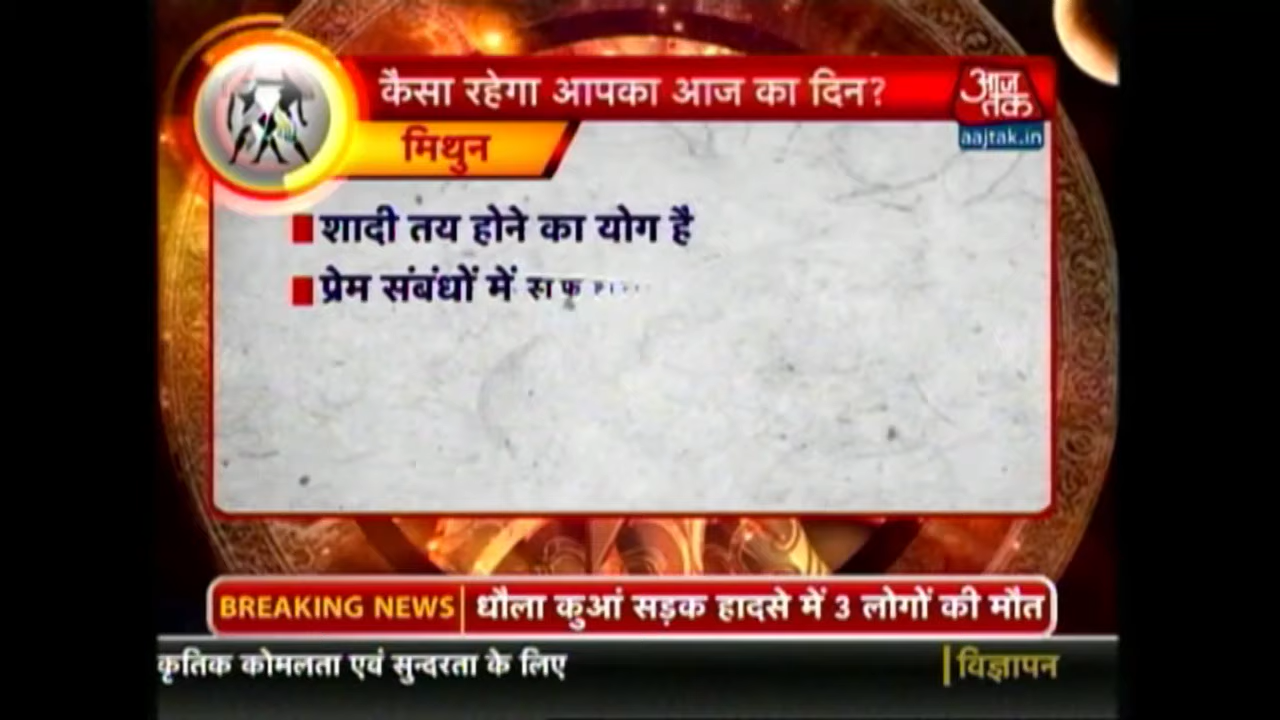 कैसा रहेगा आपका आज का दिन?
आज तक
aajtak.in
मिथुन
शादी तय होने का योग है
प्रेम संबंधों में
BREAKING NEWS
धौला कुआं सड़क हादसे में 3 लोगों की मौत
कृतिक कोमलता एवं सुन्दरता के लिए
विज्ञापन